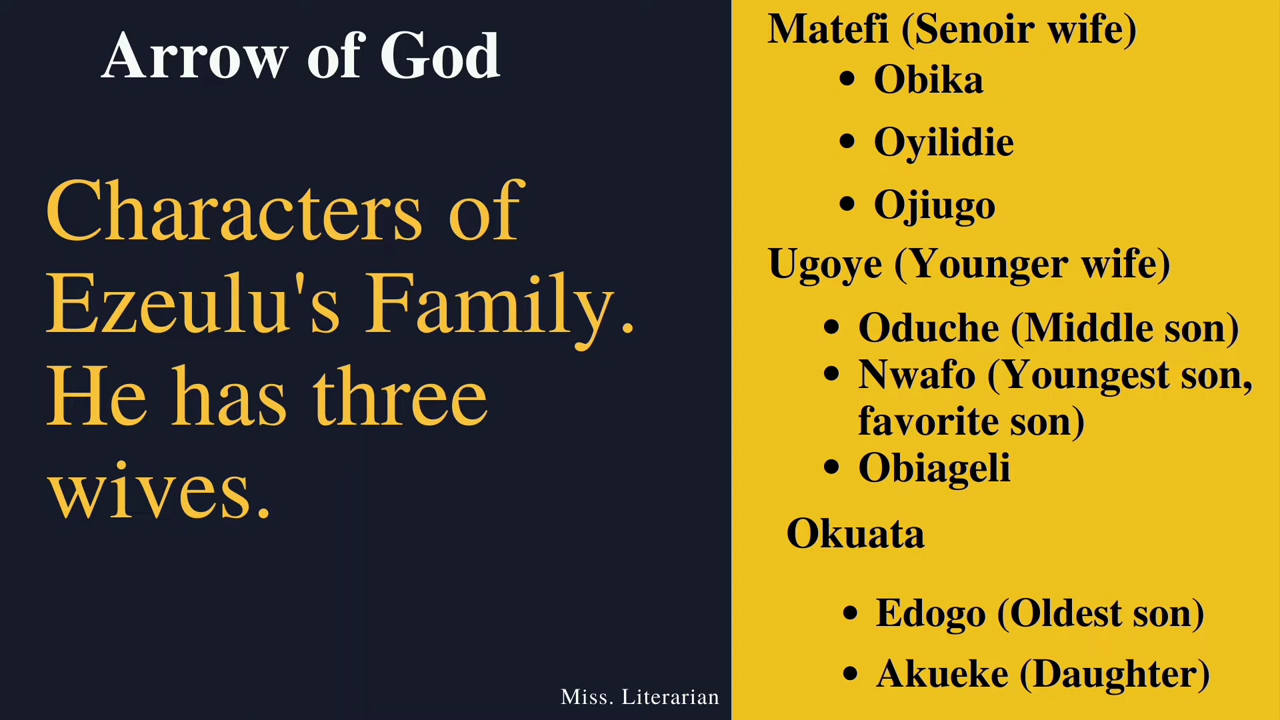 Arrow of God
Characters of
Ezeulu's Family.
He has three
wives.
Miss. Literarian
Matefi (Senoir wife)
• Obika
• Oyilidie
• Ojiugo
Ugoye (Younger wife)
• Oduche (Middle son)
• Nwafo (Youngest son,
favorite son)
• Obiageli
Okuata
• Edogo (Oldest son)
• Akueke (Daughter)